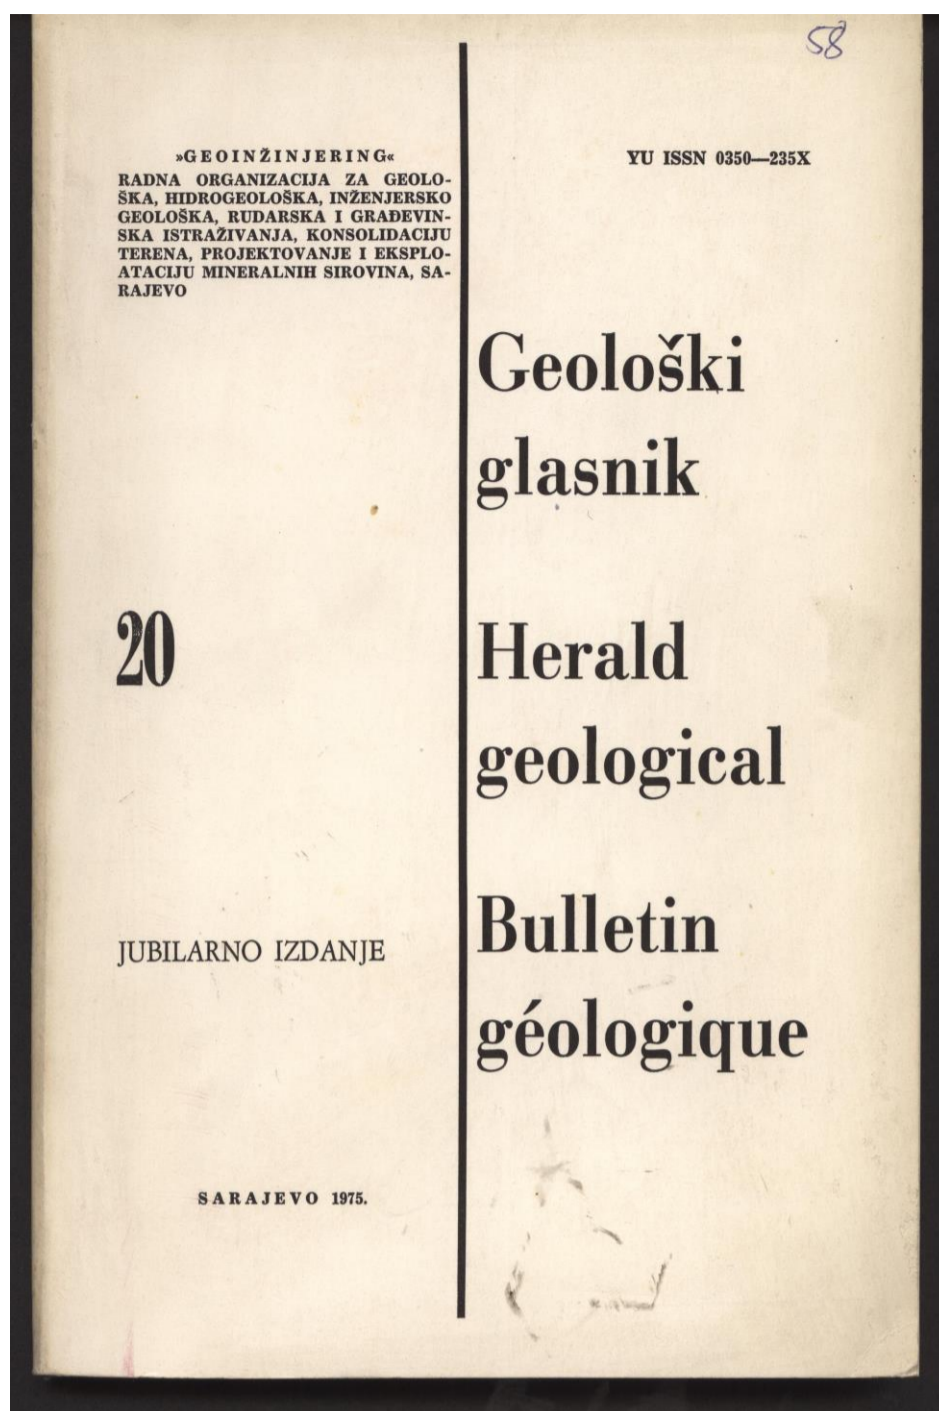 58
»GEOINŽINJERING«
RADNA ORGANIZACIJA ZA GEOLO-
ŠKA, HIDROGEOLOŠKA, INŽENJERSKO
GEOLOŠKA, RUDARSKA I GRAĐEVIN-
SKA ISTRAŽIVANJA, KONSOLIDACIJU
TERENA, PROJEKTOVANJE I EKSPLO-
ATACIJU MINERALNIH SIROVINA, SA-
RAJEVO
20
JUBILARNO IZDANJE
SARAJEVO 1975.
YU ISSN 0350—235X
Geološki
glasnik
Herald
geological
Bulletin
géologique